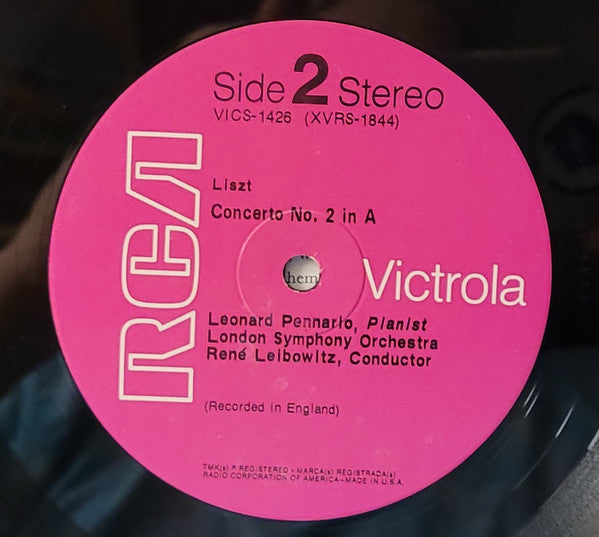 Side 2 Stereo
VICS-1426 (XVRS-1844)
RCA
Liszt
Concerto No. 2 in A
hem
Victrola
Leonard Pennario, Pianist
London Symphony Orchestra
René Leibowitz, Conductor
(Recorded in England)
TMK(s) ® REGISTERED • MARCA(s) REGISTRADA(s)
RADIO CORPORATION OF AMERICA–MADE IN U.S.A.